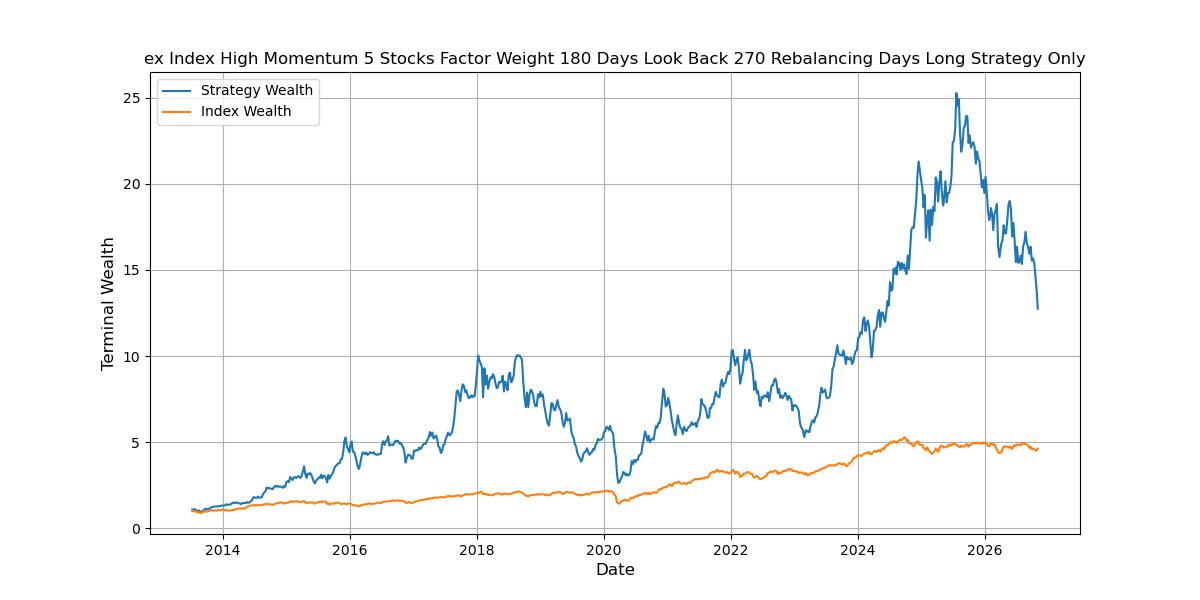 ex Index High Momentum 5 Stocks Factor Weight 180 Days Look Back 270 Rebalancing Days Long Strategy Only
Strategy Wealth
Index Wealth
Terminal Wealth
25
20
15
10
5
0
2014 2016 2018 2020 2022 2024 2026
Date